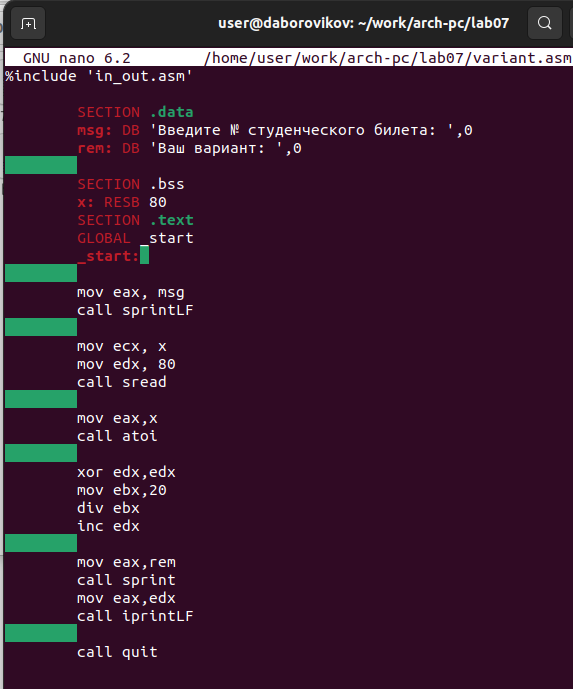 user@daborovikov: ~/work/arch-pc/lab07
GNU nano 6.2 /home/user/work/arch-pc/lab07/variant.asm
%include 'in_out.asm'
SECTION .data
msg: DB 'Введите № студенческого билета: ',0
rem: DB 'Ваш вариант: ',0
SECTION .bss
x: RESB 80
SECTION .text
GLOBAL _start
_start:
mov eax, msg
call sprintLF
mov ecx, x
mov edx, 80
call sread
mov eax,x
call atoi
xor edx,edx
mov ebx,20
div ebx
inc edx
mov eax,rem
call sprint
mov eax,edx
call iprintLF
call quit